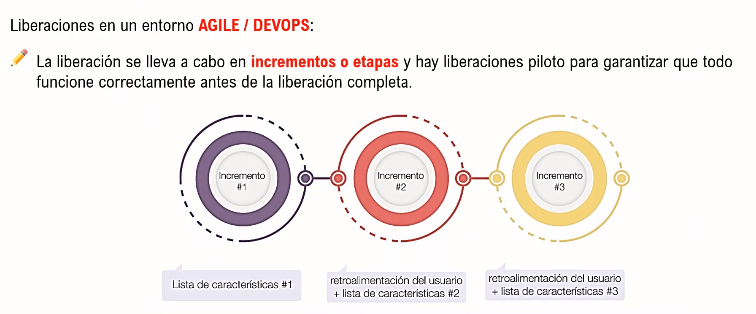 Liberaciones en un entorno AGILE / DEVOPS:
La liberación se lleva a cabo en incrementos o etapas y hay liberaciones piloto para garantizar que todo
funcione correctamente antes de la liberación completa.
Incremento
#1
Incremento
#2
Incremento
#3
Lista de características #1
retroalimentación del usuario
+ lista de características #2
retroalimentación del usuario
+ lista de características #3